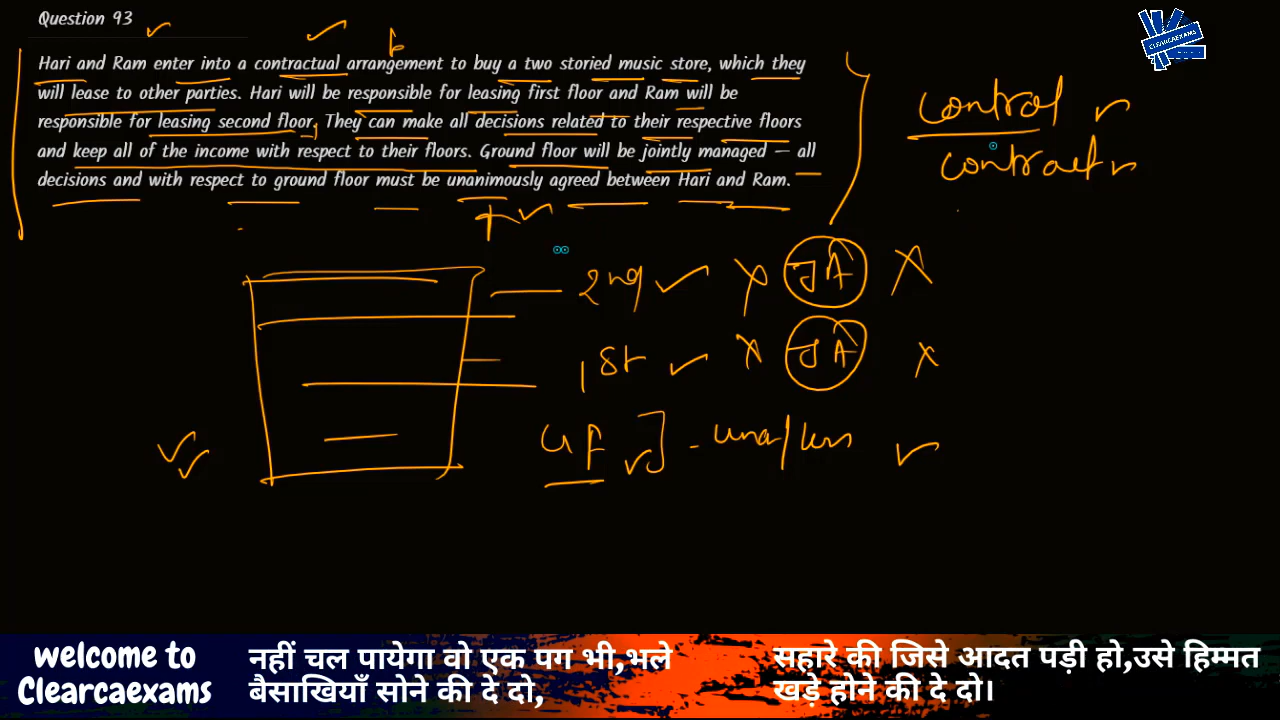 Question 93
CLEARCAEXAMS
Hari and Ram enter into a contractual arrangement to buy a two storied music store, which they
will lease to other parties. Hari will be responsible for leasing first floor and Ram will be
responsible for leasing second floor. They can make all decisions related to their respective floors
and keep all of the income with respect to their floors. Ground floor will be jointly managed – all
decisions and with respect to ground floor must be unanimously agreed between Hari and Ram.
control
contract
2nd JA
1st JA
GF
welcome to
Clearcaexams
नहीं चल पायेगा वो एक पग भी,भले
बैसाखियाँ सोने की दे दो,
सहारे की जिसे आदत पड़ी हो,उसे हिम्मत
खड़े होने की दे दो।